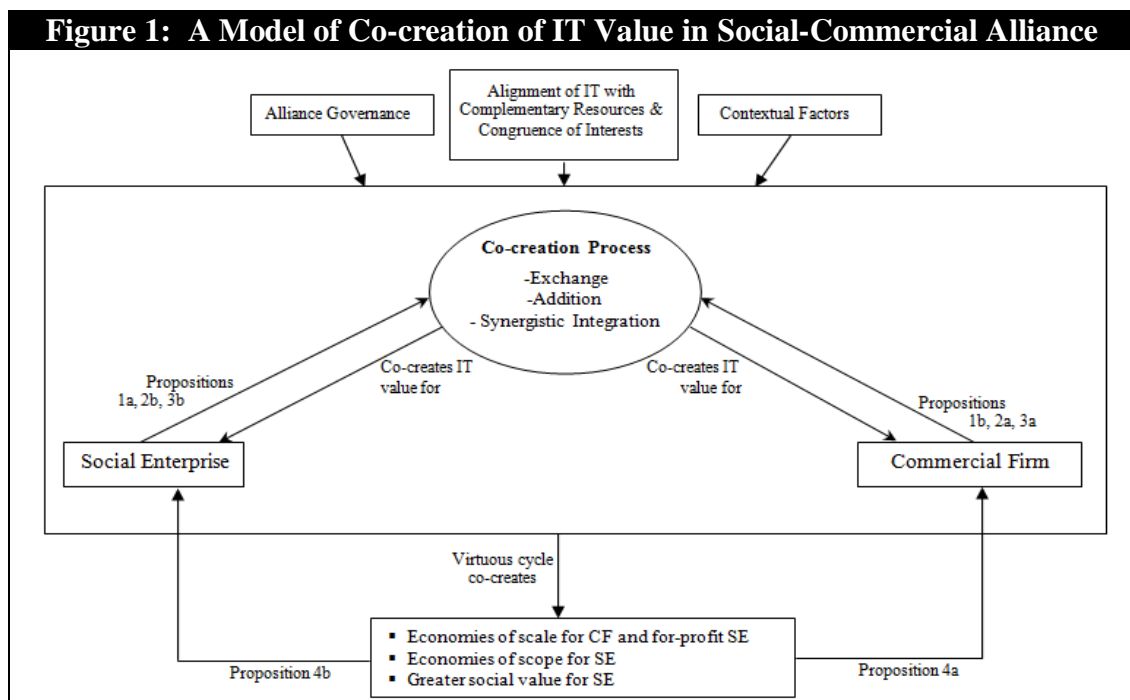 Figure 1: A Model of Co-creation of IT Value in Social-Commercial Alliance
Alliance Governance
Alignment of IT with
Complementary Resources &
Congruence of Interests
Contextual Factors
Co-creation Process
-Exchange
-Addition
- Synergistic Integration
Propositions
1a, 2b, 3b
Co-creates IT
value for
Co-creates IT
value for
Propositions
1b, 2a, 3a
Social Enterprise
Commercial Firm
Virtuous cycle
co-creates
▪ Economies of scale for CF and for-profit SE
▪ Economies of scope for SE
▪ Greater social value for SE
Proposition 4b
Proposition 4a